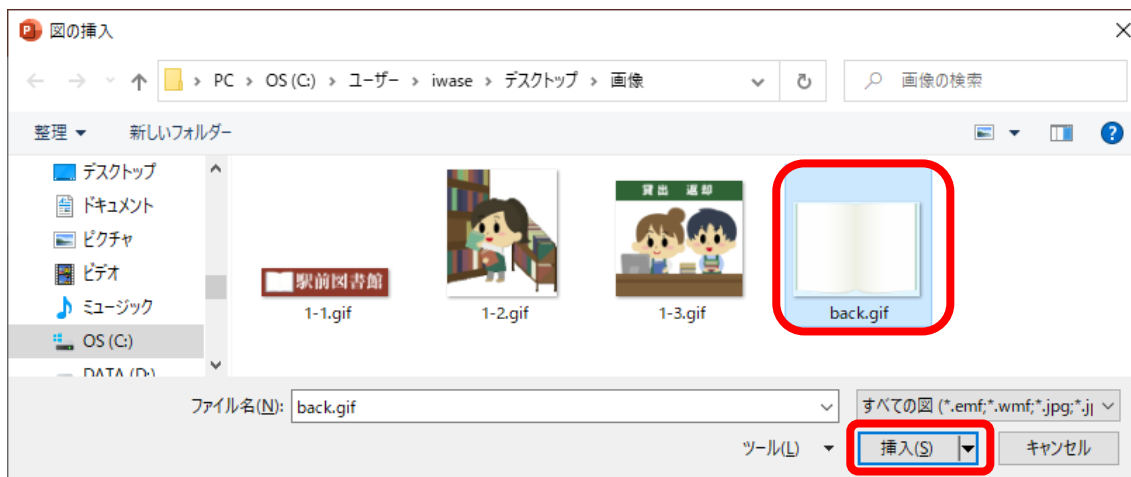 図の挿入
PC › OS (C:) › ユーザー › iwase › デスクトップ › 画像
画像の検索
整理
新しいフォルダー
デスクトップ
ドキュメント
ピクチャ
ビデオ
ミュージック
OS (C:)
DATA (D:)
駅前図書館
貸出 返却
1-1.gif
1-2.gif
1-3.gif
back.gif
ファイル名(N): back.gif
すべての図 (*.emf;*.wmf;*.jpg;*.j
ツール(L)
挿入(S)
キャンセル